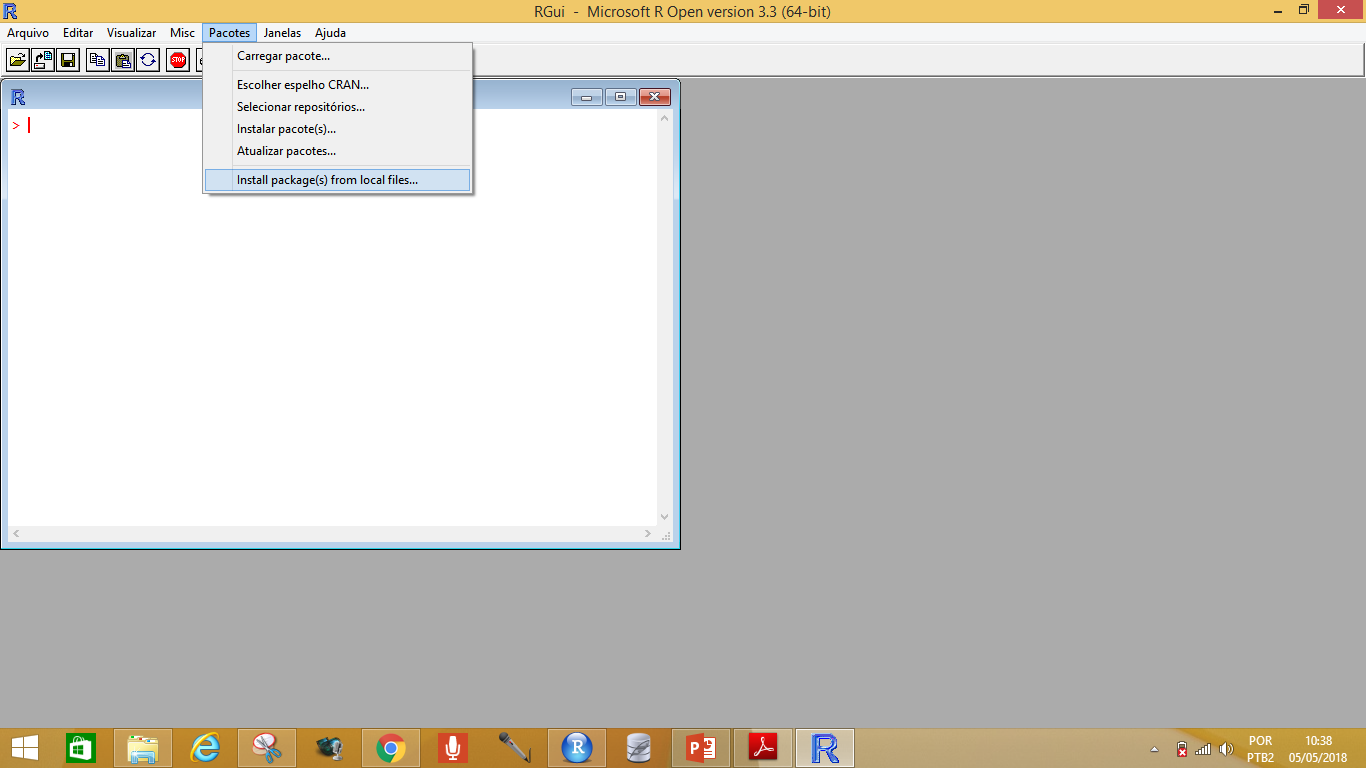 RGui - Microsoft R Open version 3.3 (64-bit)
Arquivo Editar Visualizar Misc Pacotes Janelas Ajuda
STOP
Carregar pacote...
Escolher espelho CRAN...
Selecionar repositórios...
Instalar pacote(s)...
Atualizar pacotes...
Install package(s) from local files...
>
POR 10:38
PTB2 05/05/2018